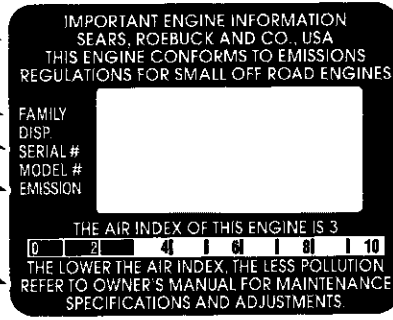 IMPORTANT ENGINE INFORMATION
SEARS, ROEBUCK AND CO., USA
THIS ENGINE CONFORMS TO EMISSIONS
REGULATIONS FOR SMALL OFF ROAD ENGINES
FAMILY
DISP.
SERIAL #
MODEL #
EMISSION
THE AIR INDEX OF THIS ENGINE IS 3
0 2 4 6 8 10
THE LOWER THE AIR INDEX, THE LESS POLLUTION
REFER TO OWNER'S MANUAL FOR MAINTENANCE
SPECIFICATIONS AND ADJUSTMENTS.